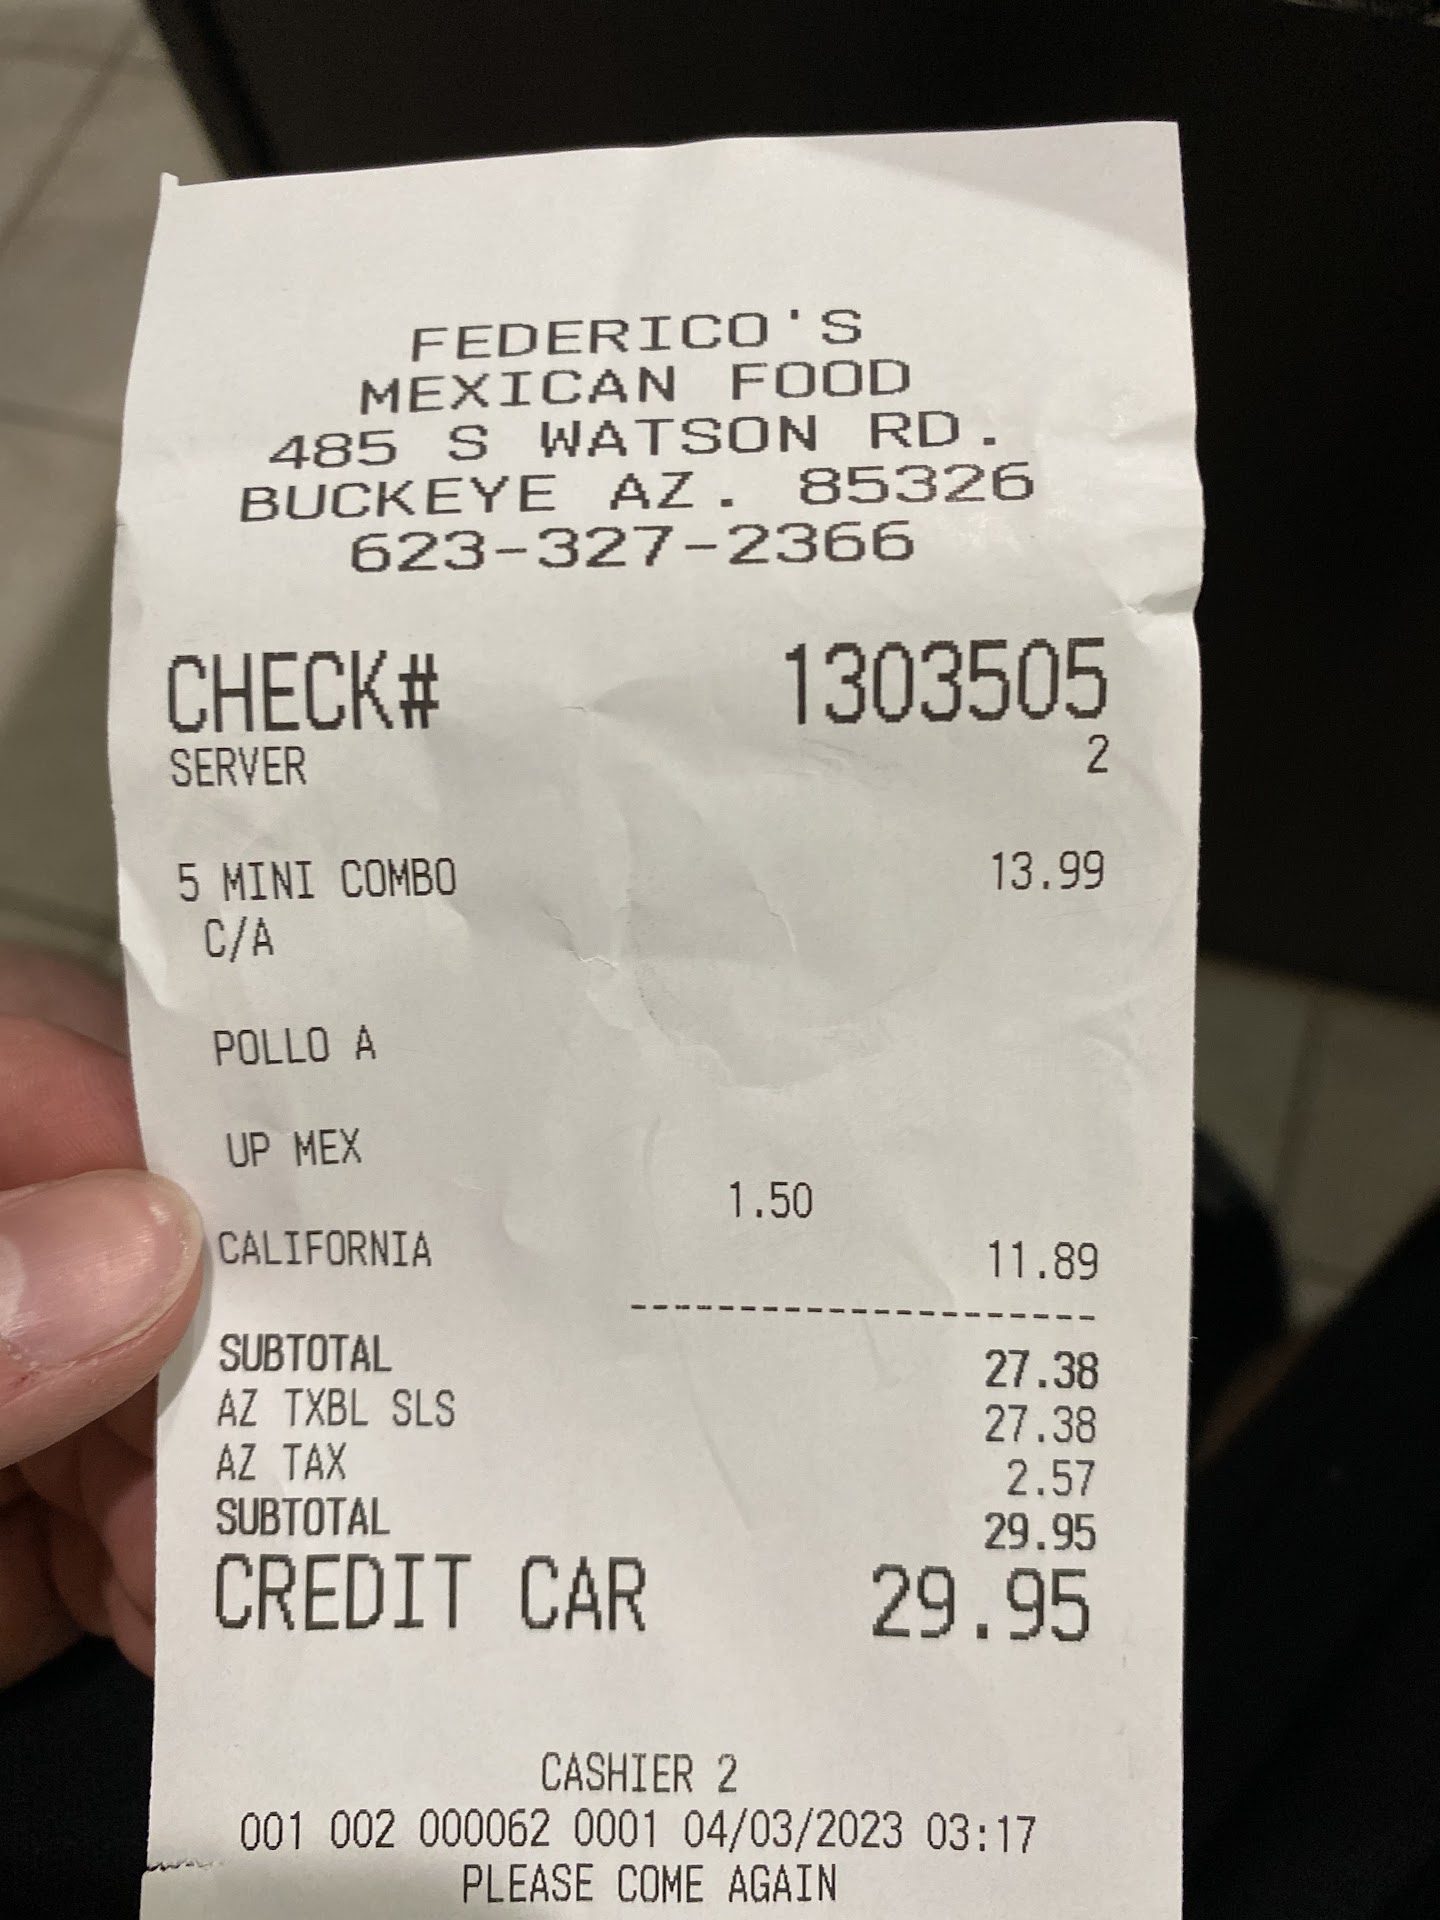 FEDERICO'S
MEXICAN FOOD
485 S WATSON RD.
BUCKEYE AZ. 85326
623-327-2366
CHECK# 1303505
SERVER 2
5 MINI COMBO 13.99
C/A
POLLO A
UP MEX
1.50
CALIFORNIA 11.89
--------------------
SUBTOTAL 27.38
AZ TXBL SLS 27.38
AZ TAX 2.57
SUBTOTAL 29.95
CREDIT CAR 29.95
CASHIER 2
001 002 000062 0001 04/03/2023 03:17
PLEASE COME AGAIN